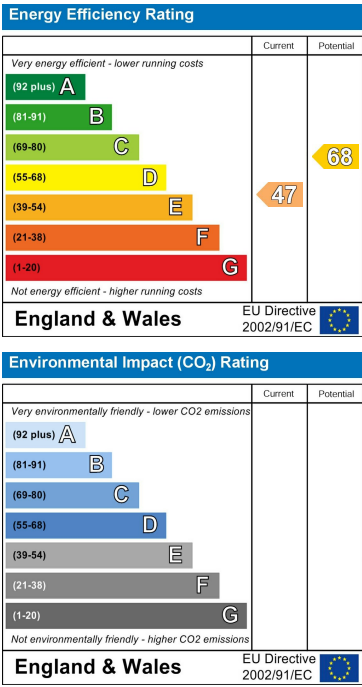 Energy Efficiency Rating
Current Potential
Very energy efficient - lower running costs
(92 plus) A
(81-91) B
(69-80) C
(55-68) D
(39-54) E
(21-38) F
(1-20) G
47
68
Not energy efficient - higher running costs
England & Wales
EU Directive
2002/91/EC
Environmental Impact (CO₂) Rating
Current Potential
Very environmentally friendly - lower CO2 emissions
(92 plus) A
(81-91) B
(69-80) C
(55-68) D
(39-54) E
(21-38) F
(1-20) G
Not environmentally friendly - higher CO2 emissions
England & Wales
EU Directive
2002/91/EC